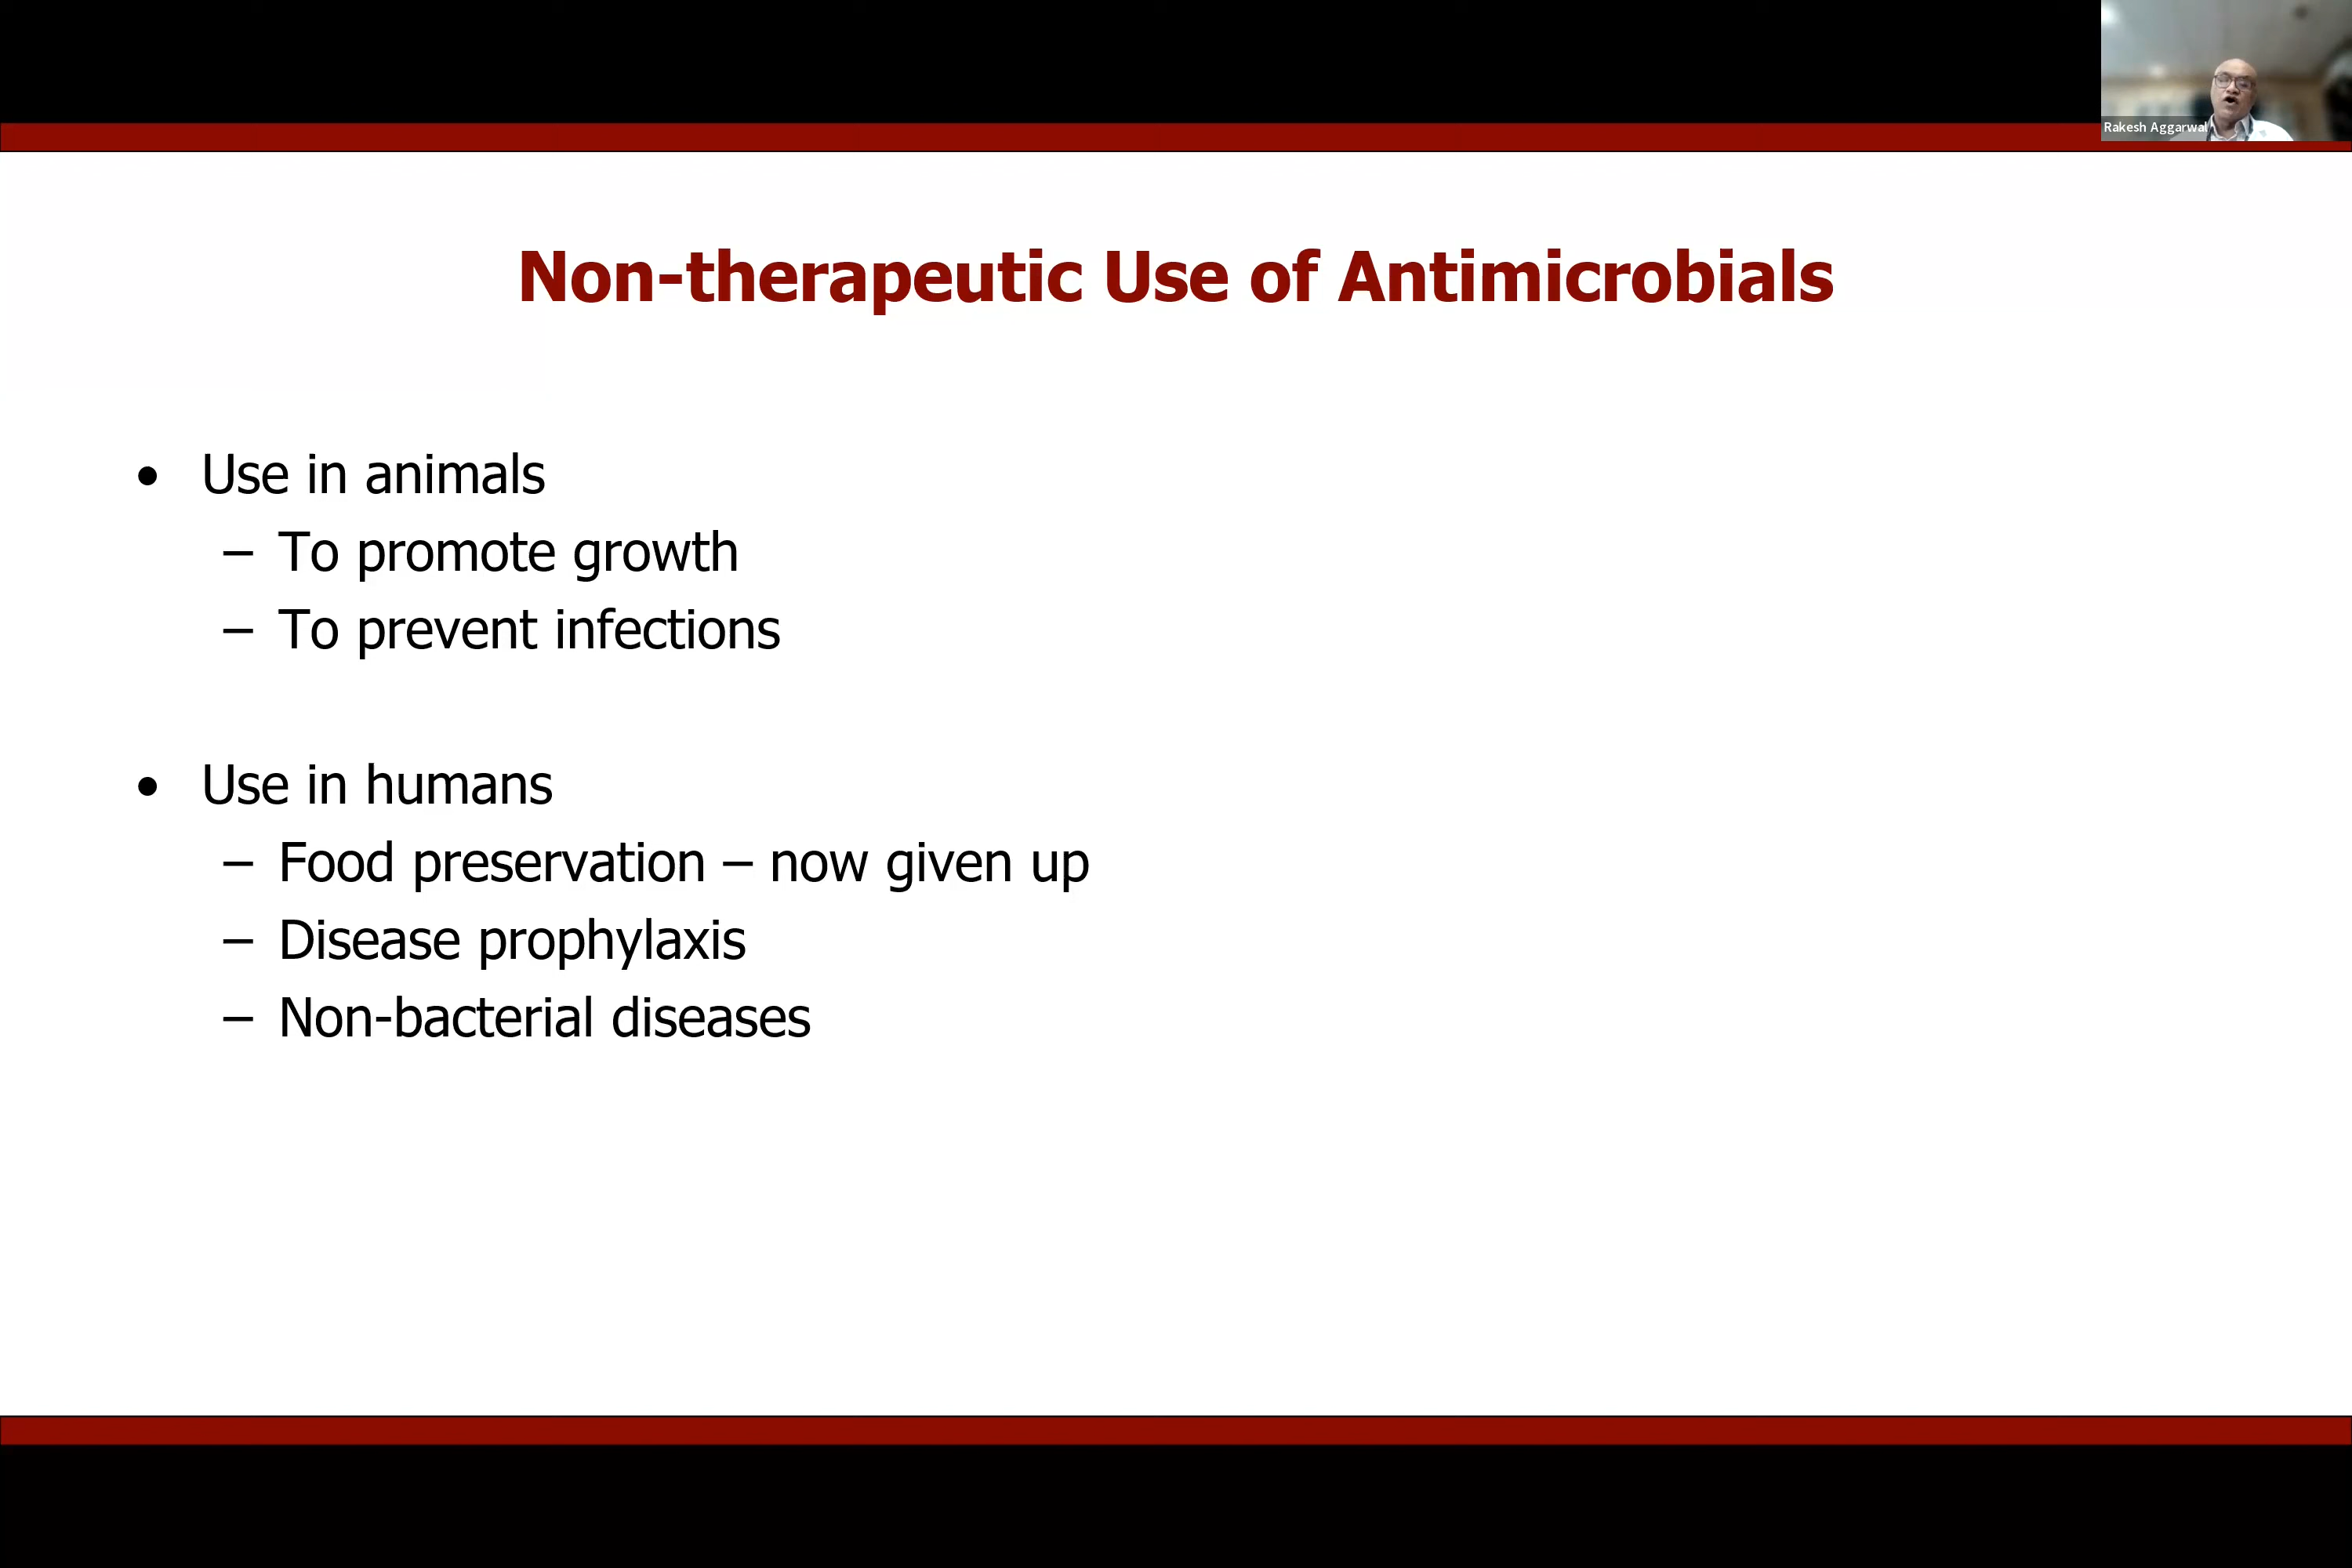 Rakesh Aggarwal
Non-therapeutic Use of Antimicrobials
• Use in animals
– To promote growth
– To prevent infections
• Use in humans
– Food preservation – now given up
– Disease prophylaxis
– Non-bacterial diseases